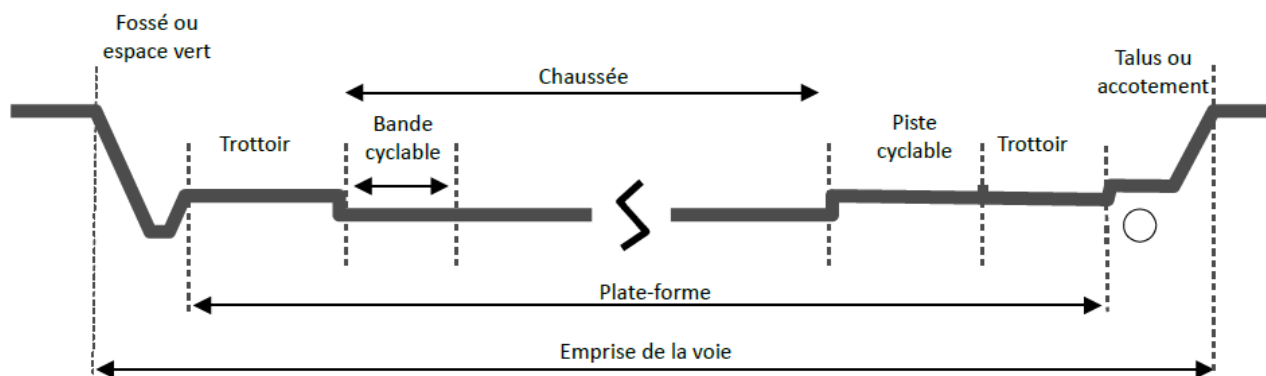 Fossé ou
espace vert
Chaussée
Talus ou
accotement
Trottoir
Bande
cyclable
Piste
cyclable
Trottoir
Plate-forme
Emprise de la voie